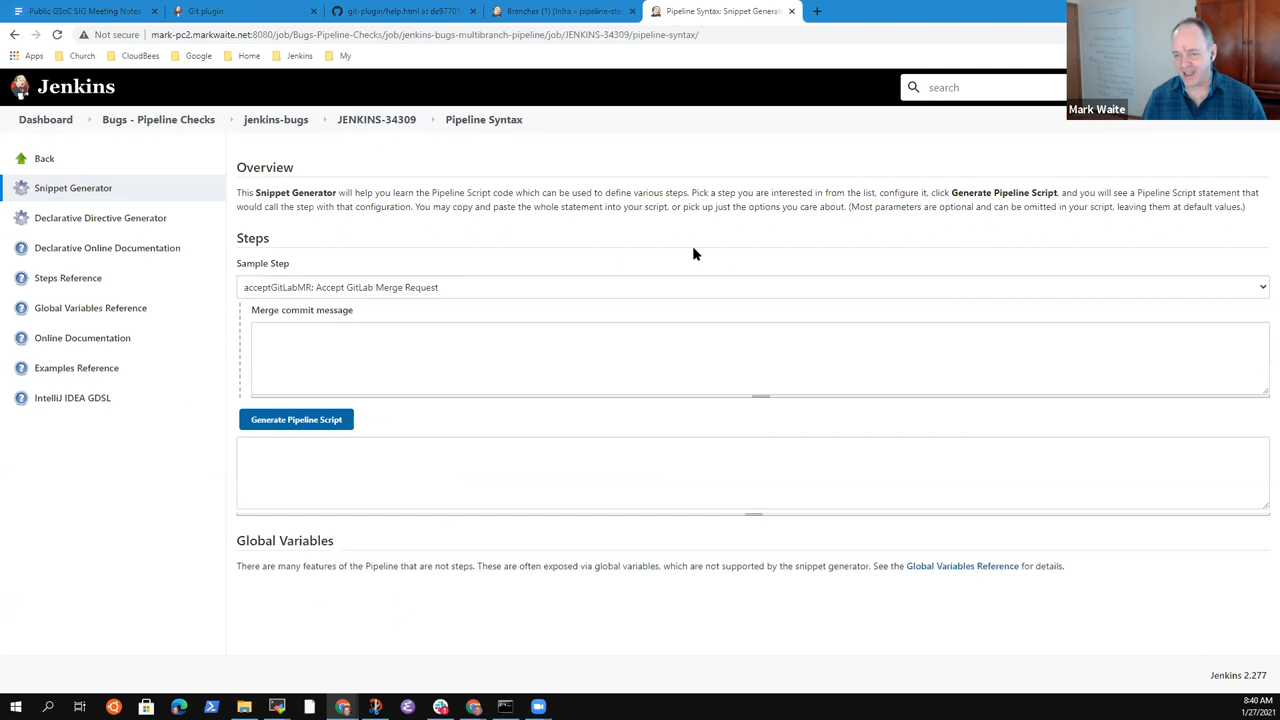 Public GSoC SIG Meeting Notes
Git plugin
git-plugin/help.html at de97701
Branches (1) [Infra » pipeline-ste
Pipeline Syntax: Snippet Generat
Not secure
mark-pc2.markwaite.net:8080/job/Bugs-Pipeline-Checks/job/jenkins-bugs-multibranch-pipeline/job/JENKINS-34309/pipeline-syntax/
Apps
Church
CloudBees
Google
Home
Jenkins
My
Jenkins
search
Mark Waite
Dashboard
Bugs - Pipeline Checks
jenkins-bugs
JENKINS-34309
Pipeline Syntax
Back
Snippet Generator
Declarative Directive Generator
Declarative Online Documentation
Steps Reference
Global Variables Reference
Online Documentation
Examples Reference
IntelliJ IDEA GDSL
Overview
This Snippet Generator will help you learn the Pipeline Script code which can be used to define various steps. Pick a step you are interested in from the list, configure it, click Generate Pipeline Script, and you will see a Pipeline Script statement that
would call the step with that configuration. You may copy and paste the whole statement into your script, or pick up just the options you care about. (Most parameters are optional and can be omitted in your script, leaving them at default values.)
Steps
Sample Step
acceptGitLabMR: Accept GitLab Merge Request
Merge commit message
Generate Pipeline Script
Global Variables
There are many features of the Pipeline that are not steps. These are often exposed via global variables, which are not supported by the snippet generator. See the Global Variables Reference for details.
Jenkins 2.277
8:40 AM
1/27/2021